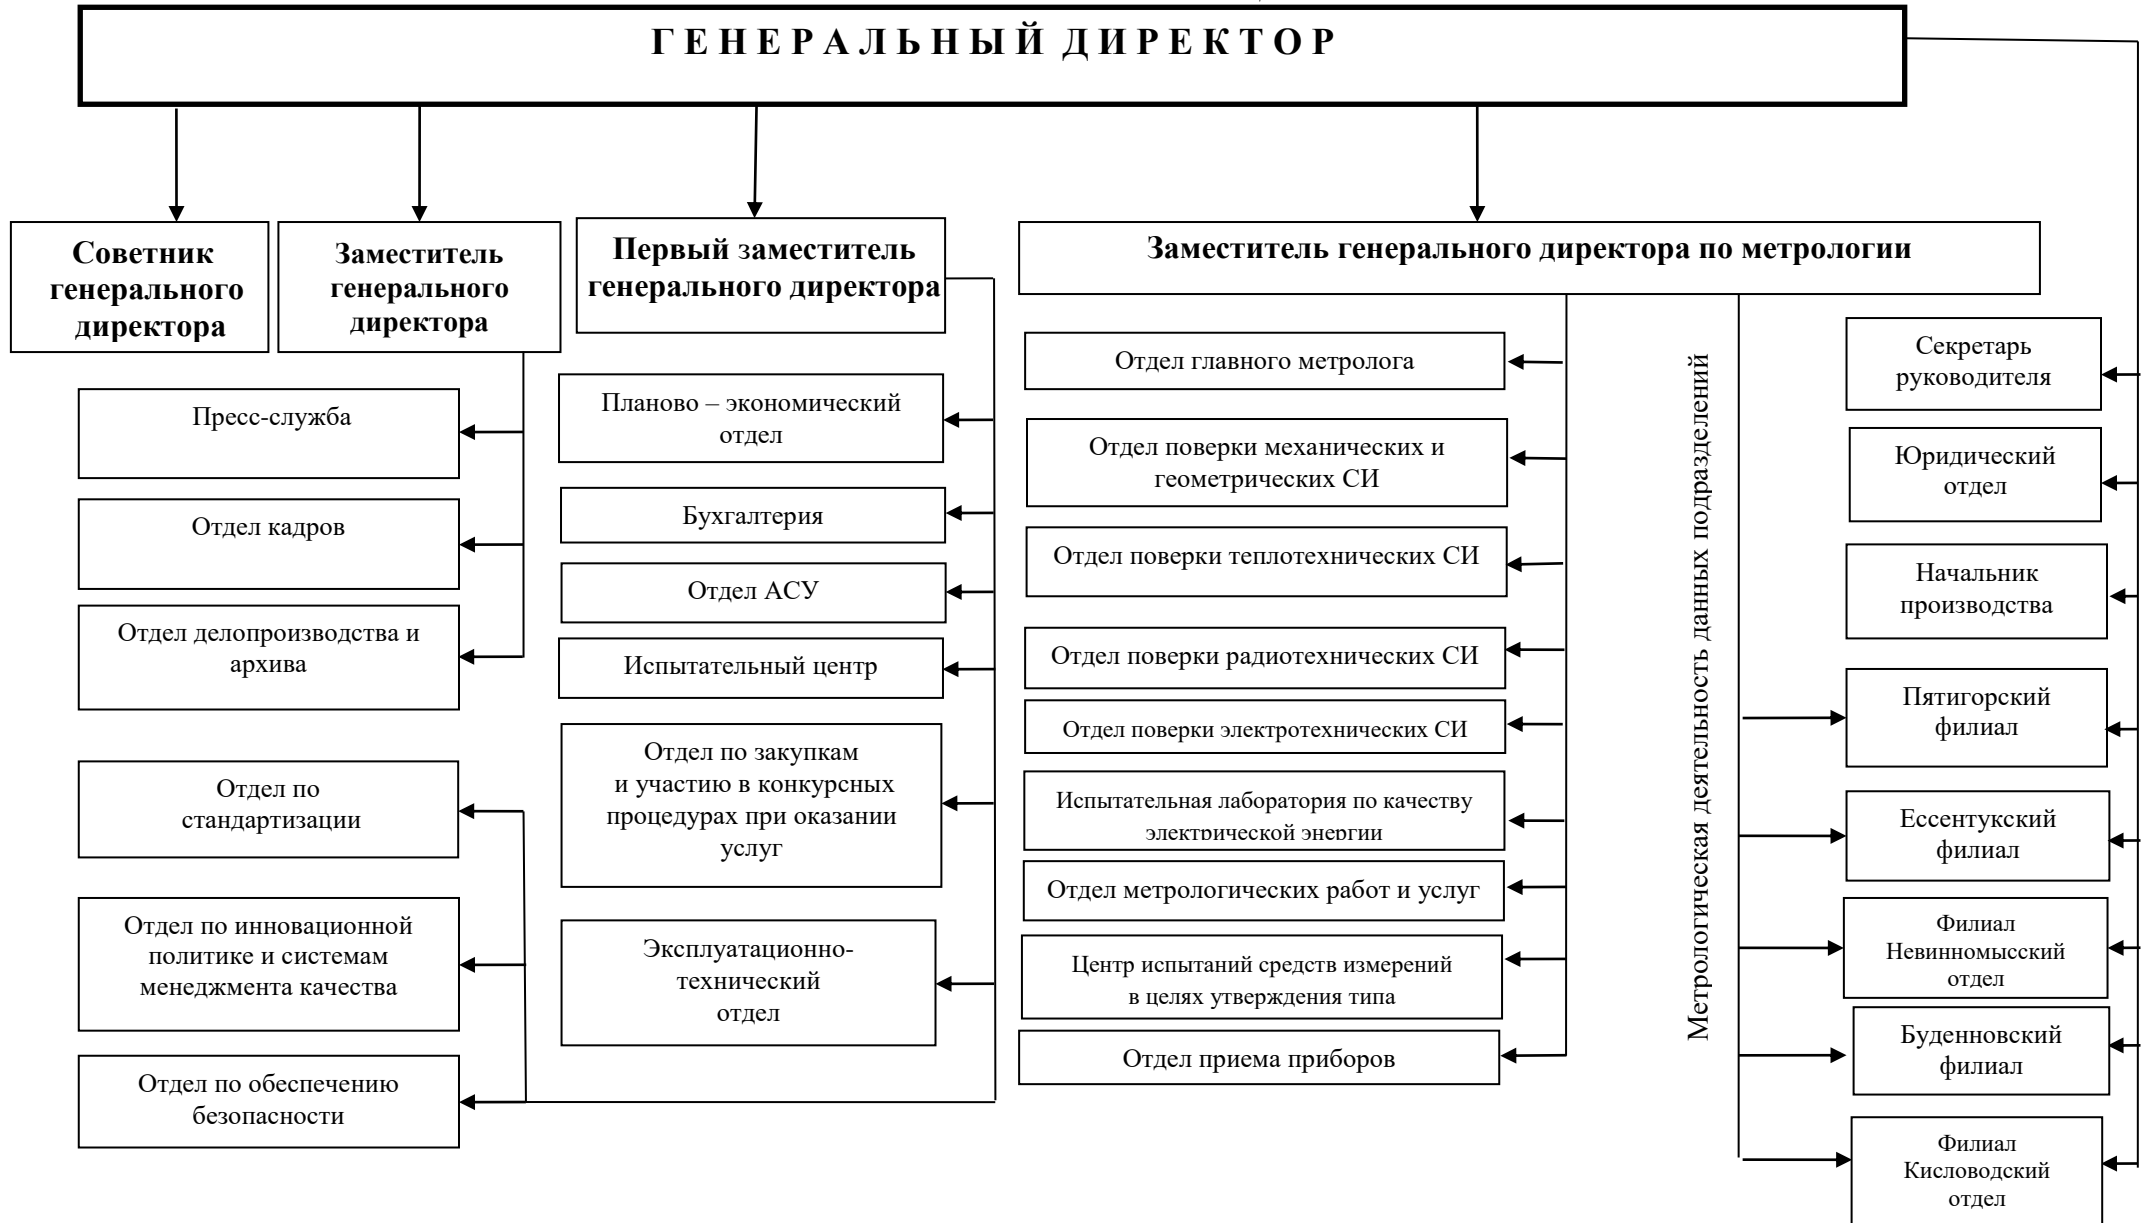 Г Е Н Е Р А Л Ь Н Ы Й Д И Р Е К Т О Р
Советник
генерального
директора
Заместитель
генерального
директора
Первый заместитель
генерального директора
Заместитель генерального директора по метрологии
Пресс-служба
Отдел кадров
Отдел делопроизводства и
архива
Отдел по
стандартизации
Отдел по инновационной
политике и системам
менеджмента качества
Отдел по обеспечению
безопасности
Планово – экономический
отдел
Бухгалтерия
Отдел АСУ
Испытательный центр
Отдел по закупкам
и участию в конкурсных
процедурах при оказании
услуг
Эксплуатационно-
технический
отдел
Отдел главного метролога
Отдел поверки механических и
геометрических СИ
Отдел поверки теплотехнических СИ
Отдел поверки радиотехнических СИ
Отдел поверки электротехнических СИ
Испытательная лаборатория по качеству
электрической энергии
Отдел метрологических работ и услуг
Центр испытаний средств измерений
в целях утверждения типа
Отдел приема приборов
Метрологическая деятельность данных подразделений
Секретарь
руководителя
Юридический
отдел
Начальник
производства
Пятигорский
филиал
Ессентукский
филиал
Филиал
Невинномысский
отдел
Буденновский
филиал
Филиал
Кисловодский
отдел